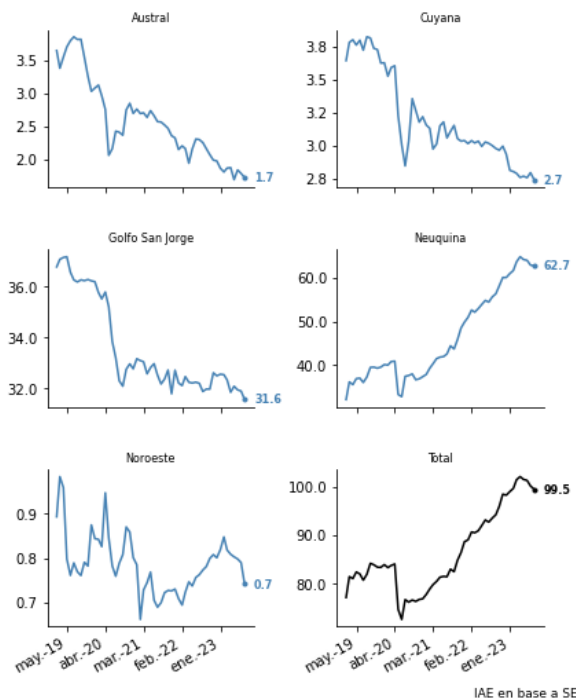 Austral
3.5
3.0
2.5
2.0
1.7
Cuyana
3.8
3.5
3.2
3.0
2.8
2.7
Golfo San Jorge
36.0
34.0
32.0
31.6
Neuquina
60.0
50.0
40.0
62.7
Noroeste
0.9
0.8
0.7
0.7
may.-19
abr.-20
mar.-21
feb.-22
ene.-23
Total
100.0
90.0
80.0
99.5
may.-19
abr.-20
mar.-21
feb.-22
ene.-23
IAE en base a SE